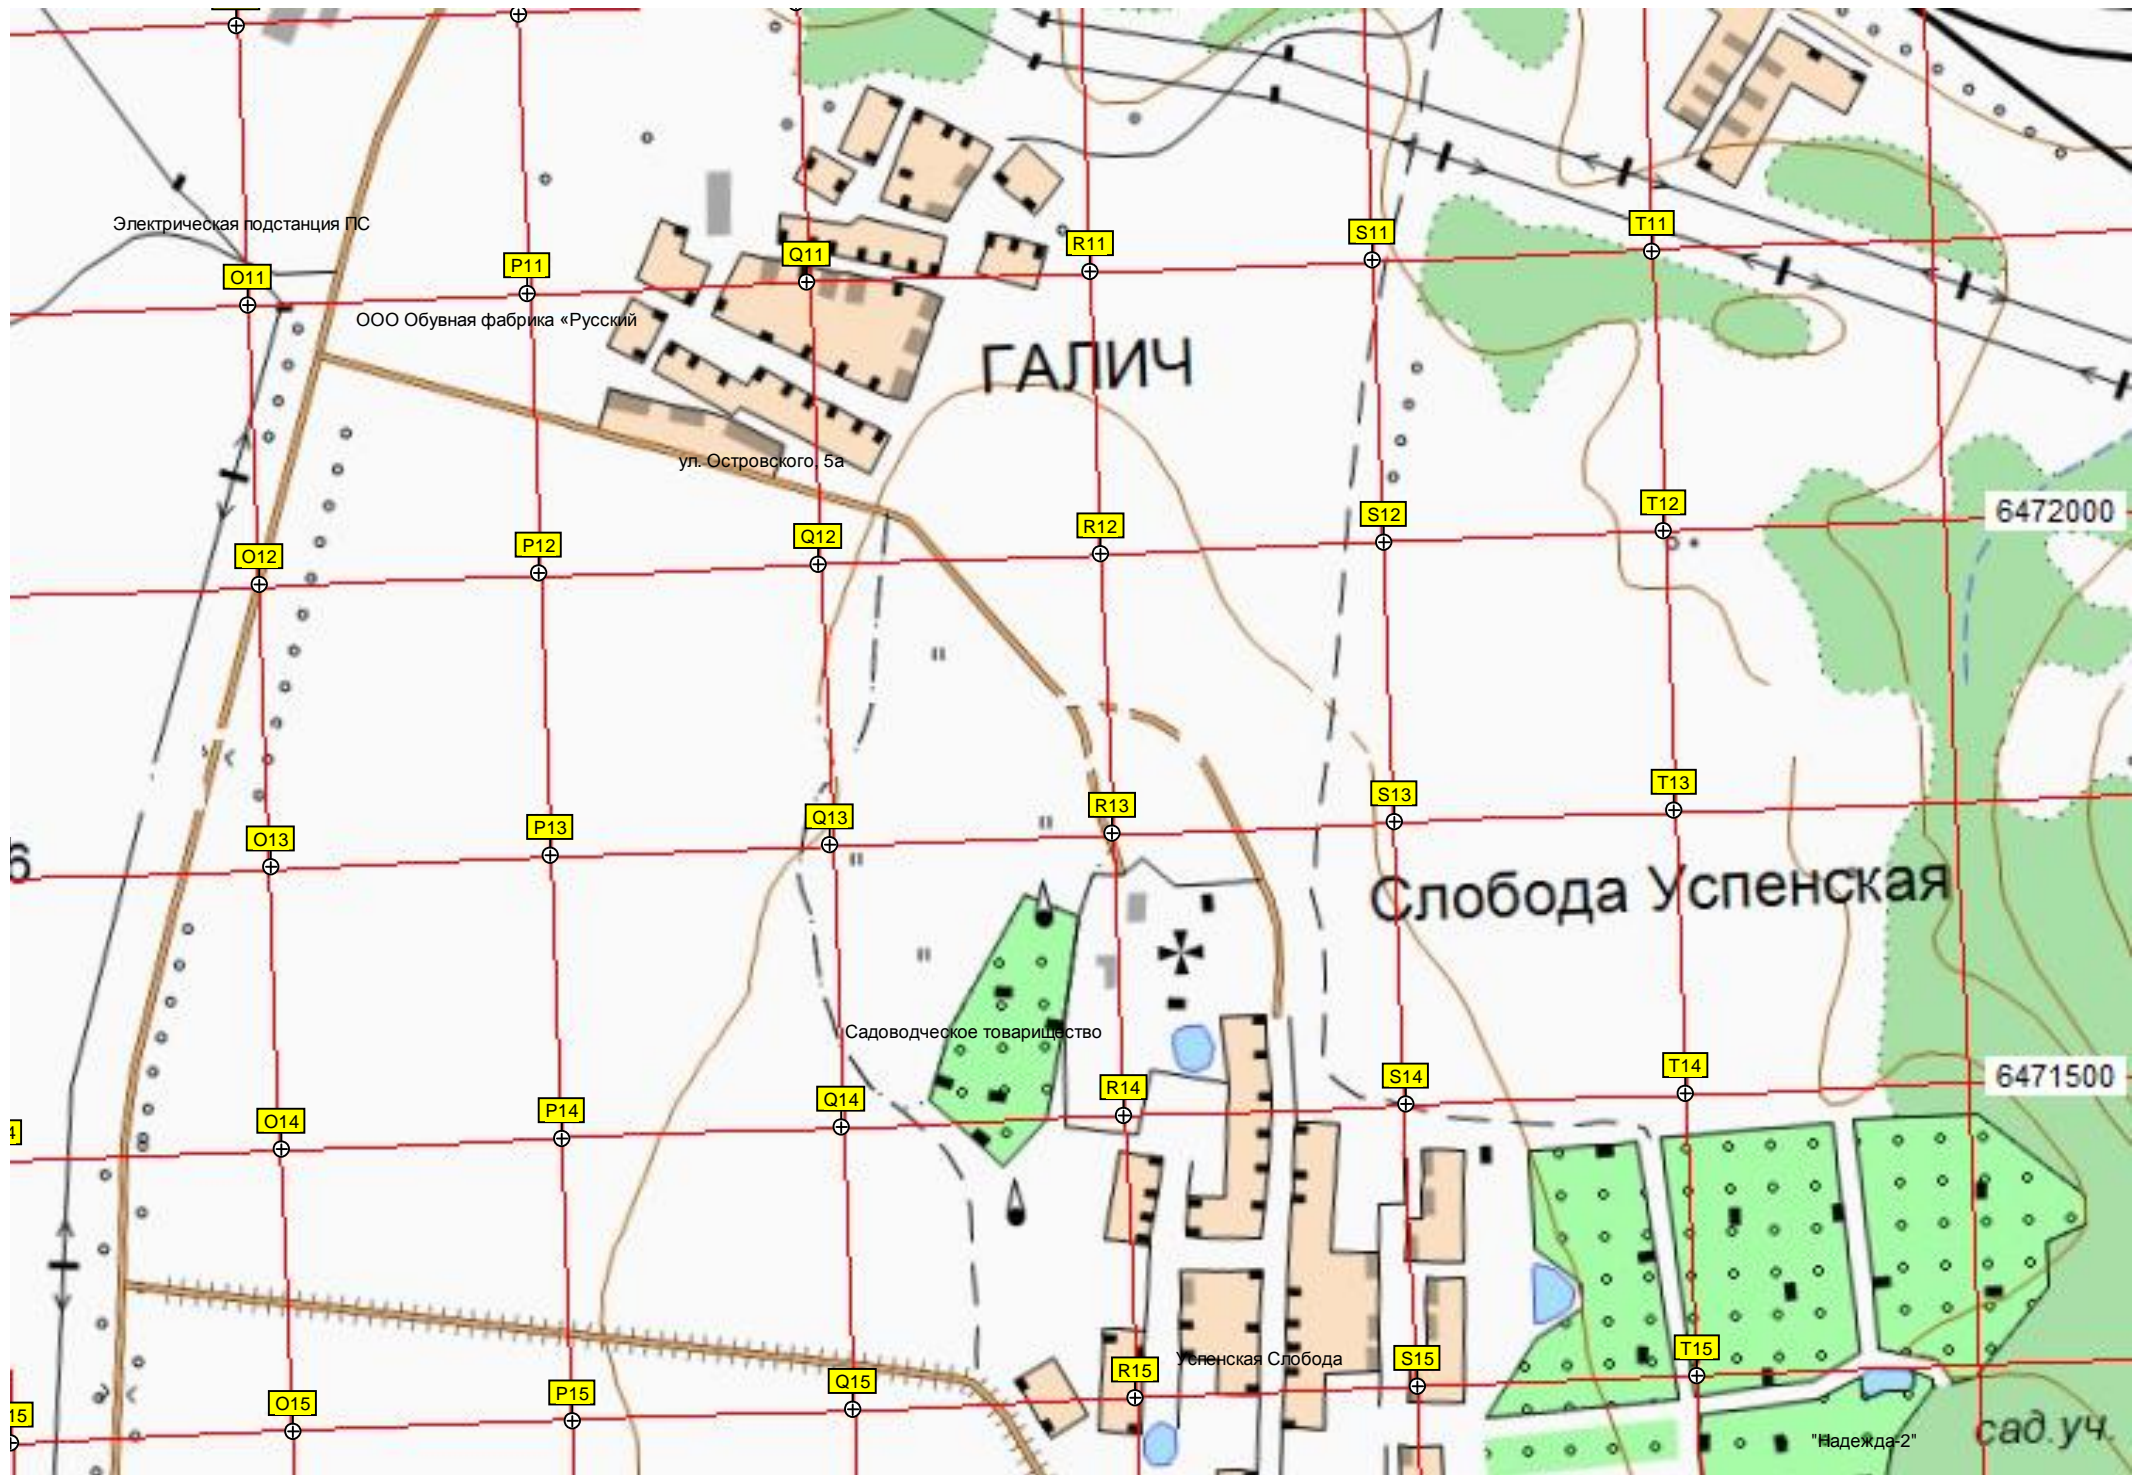 Электрическая подстанция ПС
T11
S11
R11
Q11
P11
O11
ООО Обувная фабрика «Русский
ГАЛИЧ
ул. Островского, 5а
6472000
T12
S12
R12
Q12
P12
O12
T13
S13
R13
Q13
P13
O13
6
Слобода Успенская
Садоводческое товарищество
6471500
T14
S14
R14
Q14
P14
O14
4
Успенская Слобода
T15
S15
R15
Q15
P15
O15
15
"Надежда-2"
сад.уч.